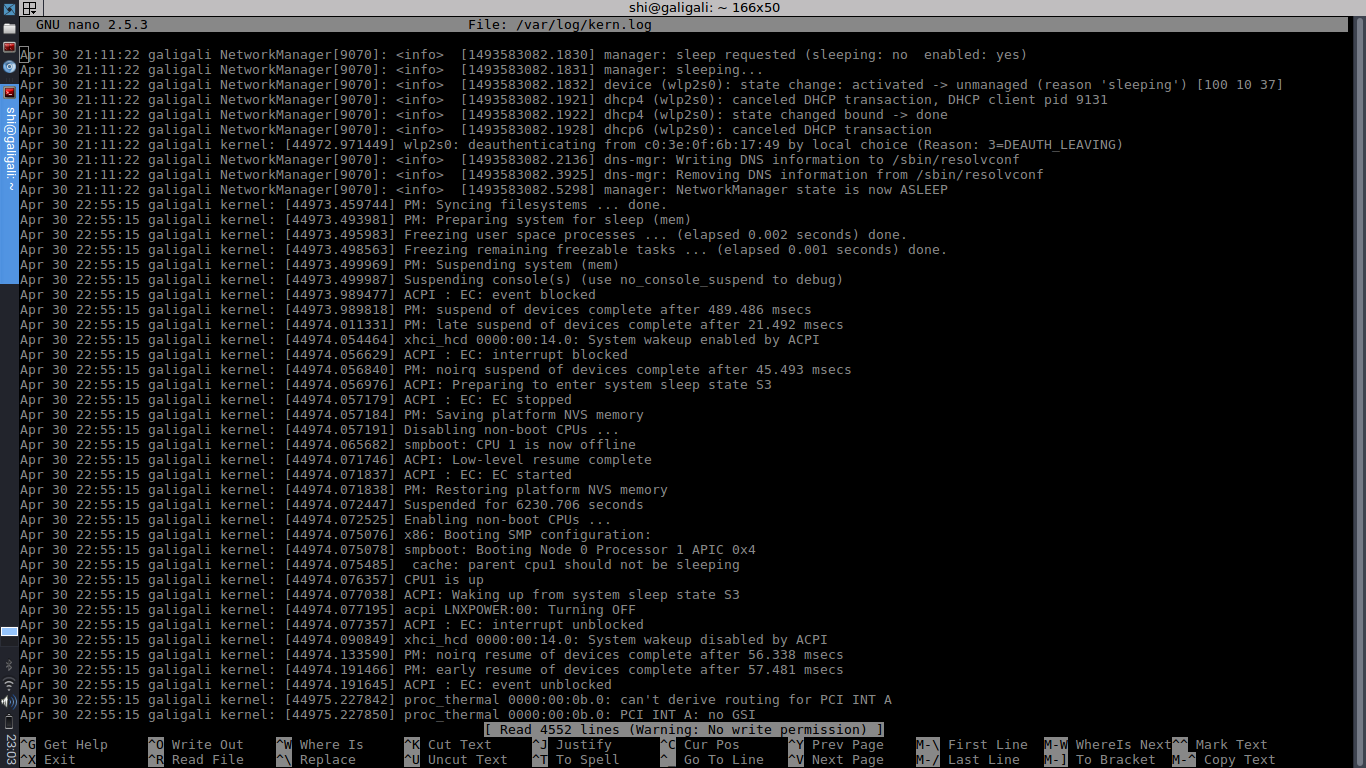 shi@galigali: ~ 166x50
GNU nano 2.5.3 File: /var/log/kern.log
Apr 30 21:11:22 galigali NetworkManager[9070]: <info>  [1493583082.1830] manager: sleep requested (sleeping: no  enabled: yes)
Apr 30 21:11:22 galigali NetworkManager[9070]: <info>  [1493583082.1831] manager: sleeping...
Apr 30 21:11:22 galigali NetworkManager[9070]: <info>  [1493583082.1832] device (wlp2s0): state change: activated -> unmanaged (reason 'sleeping') [100 10 37]
Apr 30 21:11:22 galigali NetworkManager[9070]: <info>  [1493583082.1921] dhcp4 (wlp2s0): canceled DHCP transaction, DHCP client pid 9131
Apr 30 21:11:22 galigali NetworkManager[9070]: <info>  [1493583082.1922] dhcp4 (wlp2s0): state changed bound -> done
Apr 30 21:11:22 galigali NetworkManager[9070]: <info>  [1493583082.1928] dhcp6 (wlp2s0): canceled DHCP transaction
Apr 30 21:11:22 galigali kernel: [44972.971449] wlp2s0: deauthenticating from c0:3e:0f:6b:17:49 by local choice (Reason: 3=DEAUTH_LEAVING)
Apr 30 21:11:22 galigali NetworkManager[9070]: <info>  [1493583082.2136] dns-mgr: Writing DNS information to /sbin/resolvconf
Apr 30 21:11:22 galigali NetworkManager[9070]: <info>  [1493583082.3925] dns-mgr: Removing DNS information from /sbin/resolvconf
Apr 30 21:11:22 galigali NetworkManager[9070]: <info>  [1493583082.5298] manager: NetworkManager state is now ASLEEP
Apr 30 22:55:15 galigali kernel: [44973.459744] PM: Syncing filesystems ... done.
Apr 30 22:55:15 galigali kernel: [44973.493981] PM: Preparing system for sleep (mem)
Apr 30 22:55:15 galigali kernel: [44973.495983] Freezing user space processes ... (elapsed 0.002 seconds) done.
Apr 30 22:55:15 galigali kernel: [44973.498563] Freezing remaining freezable tasks ... (elapsed 0.001 seconds) done.
Apr 30 22:55:15 galigali kernel: [44973.499969] PM: Suspending system (mem)
Apr 30 22:55:15 galigali kernel: [44973.499987] Suspending console(s) (use no_console_suspend to debug)
Apr 30 22:55:15 galigali kernel: [44973.989477] ACPI : EC: event blocked
Apr 30 22:55:15 galigali kernel: [44973.989818] PM: suspend of devices complete after 489.486 msecs
Apr 30 22:55:15 galigali kernel: [44974.011331] PM: late suspend of devices complete after 21.492 msecs
Apr 30 22:55:15 galigali kernel: [44974.054464] xhci_hcd 0000:00:14.0: System wakeup enabled by ACPI
Apr 30 22:55:15 galigali kernel: [44974.056629] ACPI : EC: interrupt blocked
Apr 30 22:55:15 galigali kernel: [44974.056840] PM: noirq suspend of devices complete after 45.493 msecs
Apr 30 22:55:15 galigali kernel: [44974.056976] ACPI: Preparing to enter system sleep state S3
Apr 30 22:55:15 galigali kernel: [44974.057179] ACPI : EC: EC stopped
Apr 30 22:55:15 galigali kernel: [44974.057184] PM: Saving platform NVS memory
Apr 30 22:55:15 galigali kernel: [44974.057191] Disabling non-boot CPUs ...
Apr 30 22:55:15 galigali kernel: [44974.065682] smpboot: CPU 1 is now offline
Apr 30 22:55:15 galigali kernel: [44974.071746] ACPI: Low-level resume complete
Apr 30 22:55:15 galigali kernel: [44974.071837] ACPI : EC: EC started
Apr 30 22:55:15 galigali kernel: [44974.071838] PM: Restoring platform NVS memory
Apr 30 22:55:15 galigali kernel: [44974.072447] Suspended for 6230.706 seconds
Apr 30 22:55:15 galigali kernel: [44974.072525] Enabling non-boot CPUs ...
Apr 30 22:55:15 galigali kernel: [44974.075076] x86: Booting SMP configuration:
Apr 30 22:55:15 galigali kernel: [44974.075078] smpboot: Booting Node 0 Processor 1 APIC 0x4
Apr 30 22:55:15 galigali kernel: [44974.075485]  cache: parent cpu1 should not be sleeping
Apr 30 22:55:15 galigali kernel: [44974.076357] CPU1 is up
Apr 30 22:55:15 galigali kernel: [44974.077038] ACPI: Waking up from system sleep state S3
Apr 30 22:55:15 galigali kernel: [44974.077195] acpi LNXPOWER:00: Turning OFF
Apr 30 22:55:15 galigali kernel: [44974.077357] ACPI : EC: interrupt unblocked
Apr 30 22:55:15 galigali kernel: [44974.090849] xhci_hcd 0000:00:14.0: System wakeup disabled by ACPI
Apr 30 22:55:15 galigali kernel: [44974.133590] PM: noirq resume of devices complete after 56.338 msecs
Apr 30 22:55:15 galigali kernel: [44974.191466] PM: early resume of devices complete after 57.481 msecs
Apr 30 22:55:15 galigali kernel: [44974.191645] ACPI : EC: event unblocked
Apr 30 22:55:15 galigali kernel: [44975.227842] proc_thermal 0000:00:0b.0: can't derive routing for PCI INT A
Apr 30 22:55:15 galigali kernel: [44975.227850] proc_thermal 0000:00:0b.0: PCI INT A: no GSI
[ Read 4552 lines (Warning: No write permission) ]
^G Get Help ^O Write Out ^W Where Is ^K Cut Text ^J Justify ^C Cur Pos ^Y Prev Page M-\ First Line M-W WhereIs Next ^^ Mark Text
^X Exit ^R Read File ^\ Replace ^U Uncut Text ^T To Spell ^_ Go To Line ^V Next Page M-/ Last Line M-] To Bracket M-^ Copy Text
shi@galigali: ~
23:03